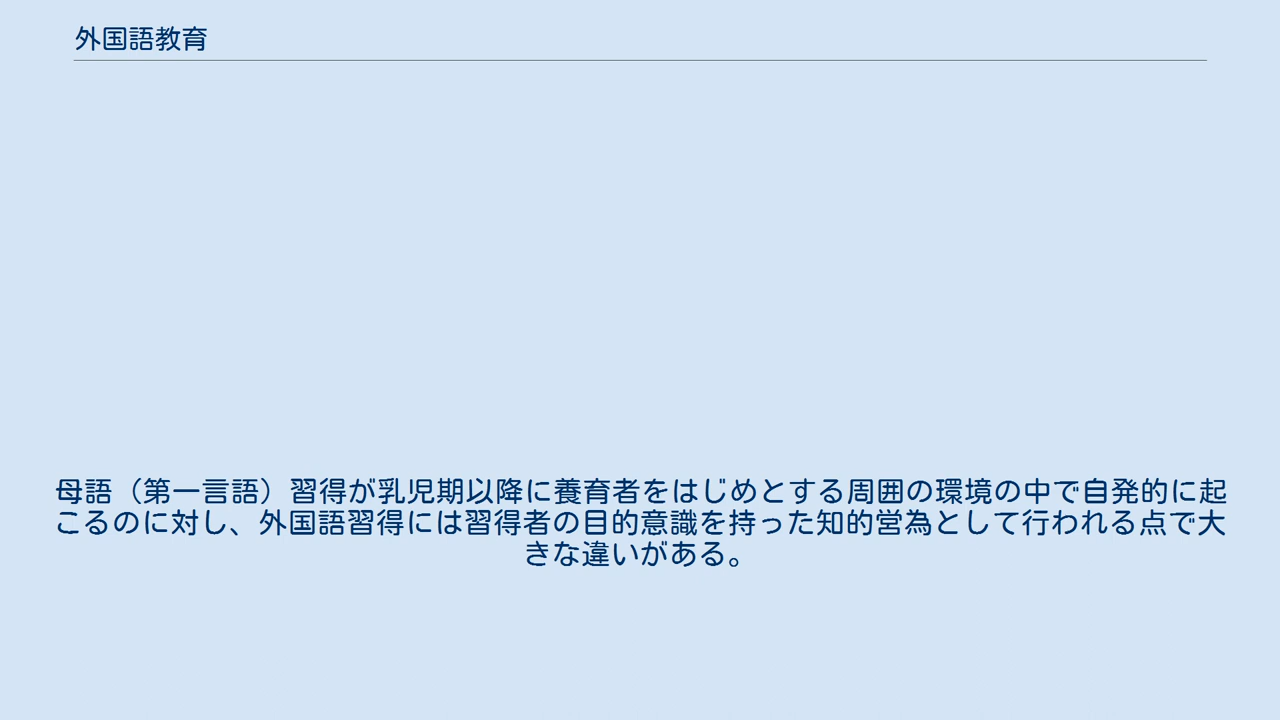 外国語教育
母語（第一言語）習得が乳児期以降に養育者をはじめとする周囲の環境の中で自発的に起
こるのに対し、外国語習得には習得者の目的意識を持った知的営為として行われる点で大
きな違いがある。